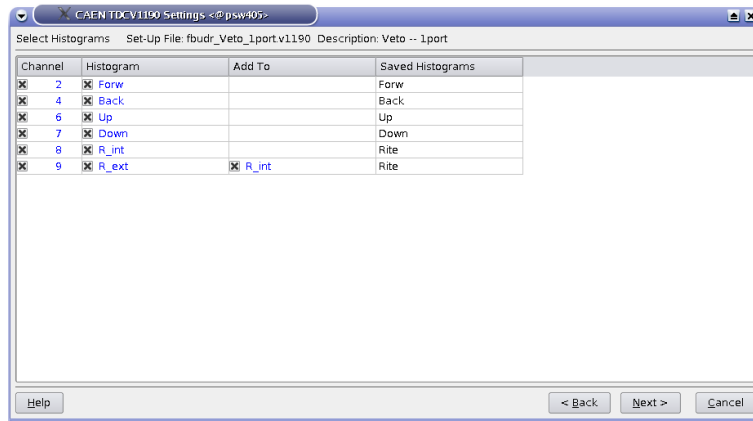 CAEN TDCV1190 Settings <@psw405>
Select Histograms Set-Up File: fbudr_Veto_1port.v1190 Description: Veto -- 1port
Channel Histogram Add To Saved Histograms
2 Forw Forw
4 Back Back
6 Up Up
7 Down Down
8 R_int Rite
9 R_ext R_int Rite
Help < Back Next > Cancel